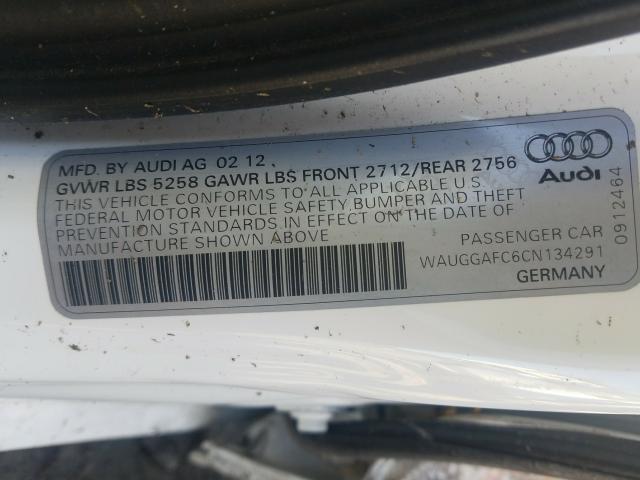 MFD. BY AUDI AG 02 12
GVWR LBS 5258 GAWR LBS FRONT 2712/REAR 2756
THIS VEHICLE CONFORMS TO ALL APPLICABLE U.S.
FEDERAL MOTOR VEHICLE SAFETY,BUMPER AND THEFT
PREVENTION STANDARDS IN EFFECT ON THE DATE OF
MANUFACTURE SHOWN ABOVE
Audi
PASSENGER CAR
WAUGGAFC6CN134291
GERMANY
0912464